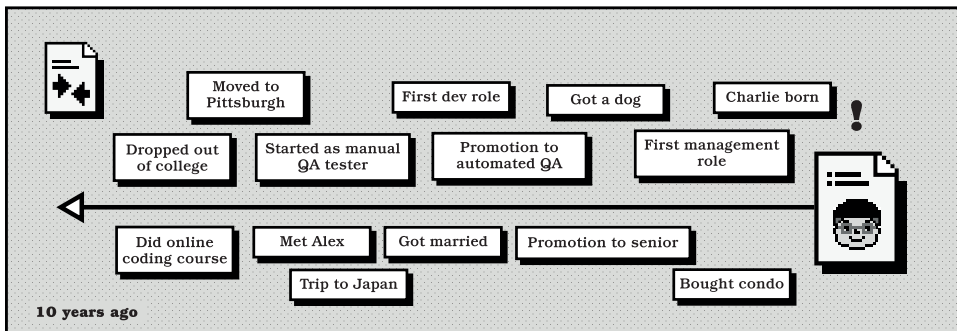 Moved to
Pittsburgh
First dev role
Got a dog
Charlie born
!
Dropped out
of college
Started as manual
QA tester
Promotion to
automated QA
First management
role
Did online
coding course
Met Alex
Got married
Promotion to senior
Trip to Japan
Bought condo
10 years ago